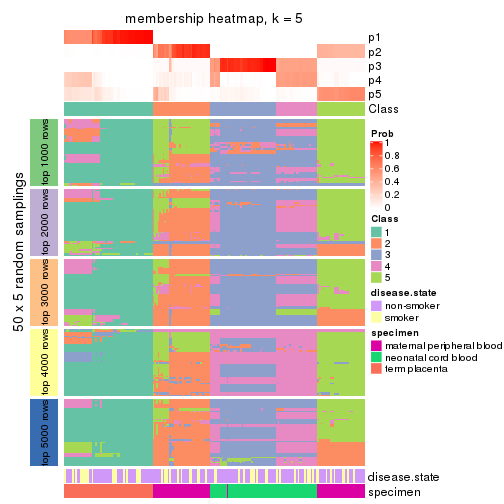 membership heatmap, k = 5
p1
p2
p3
p4
p5
Class
50 x 5 random samplings
top 1000 rows
top 2000 rows
top 3000 rows
top 4000 rows
top 5000 rows
disease.state
specimen
Prob
1
0.8
0.6
0.4
0.2
0
Class
1
2
3
4
5
disease.state
non-smoker
smoker
specimen
maternal peripheral blood
neonatal cord blood
term placenta